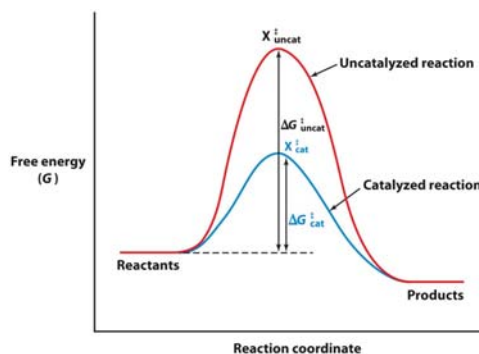 X‡uncat
Uncatalyzed reaction
ΔG‡uncat
Free energy
(G)
X‡cat
Catalyzed reaction
ΔG‡cat
Reactants
Products
Reaction coordinate